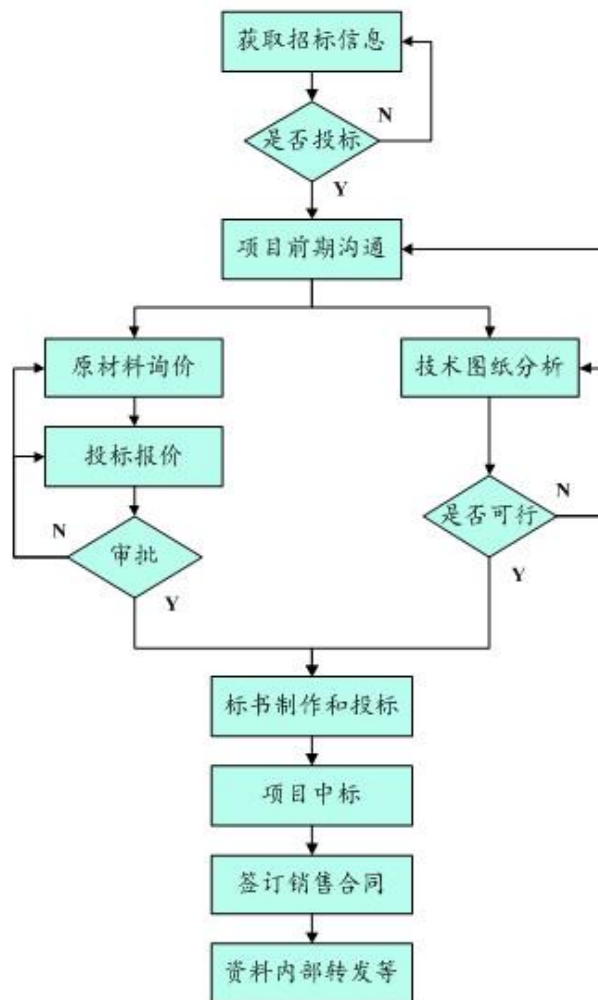 获取招标信息
N
是否投标
Y
项目前期沟通
原材料询价
技术图纸分析
投标报价
N
是否可行
N
审批
Y
Y
标书制作和投标
项目中标
签订销售合同
资料内部转发等